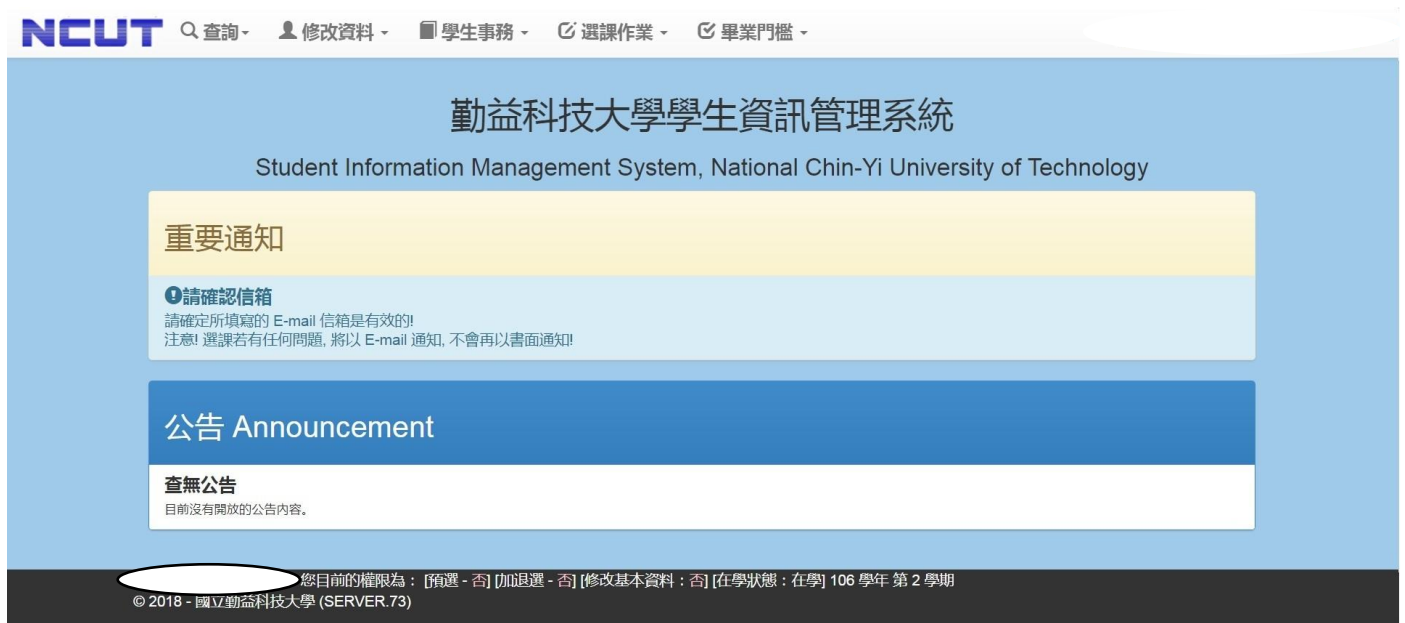 NCUT 查詢 修改資料 學生事務 選課作業 畢業門檻
勤益科技大學學生資訊管理系統
Student Information Management System, National Chin-Yi University of Technology
重要通知
請確認信箱
請確定所填寫的 E-mail 信箱是有效的!
注意! 選課若有任何問題, 將以 E-mail 通知, 不會再以書面通知!
公告 Announcement
查無公告
目前沒有開放的公告內容。
您目前的權限為： [預選 - 否] [加退選 - 否] [修改基本資料：否] [在學狀態：在學] 106 學年 第 2 學期
© 2018 - 國立勤益科技大學 (SERVER.73)